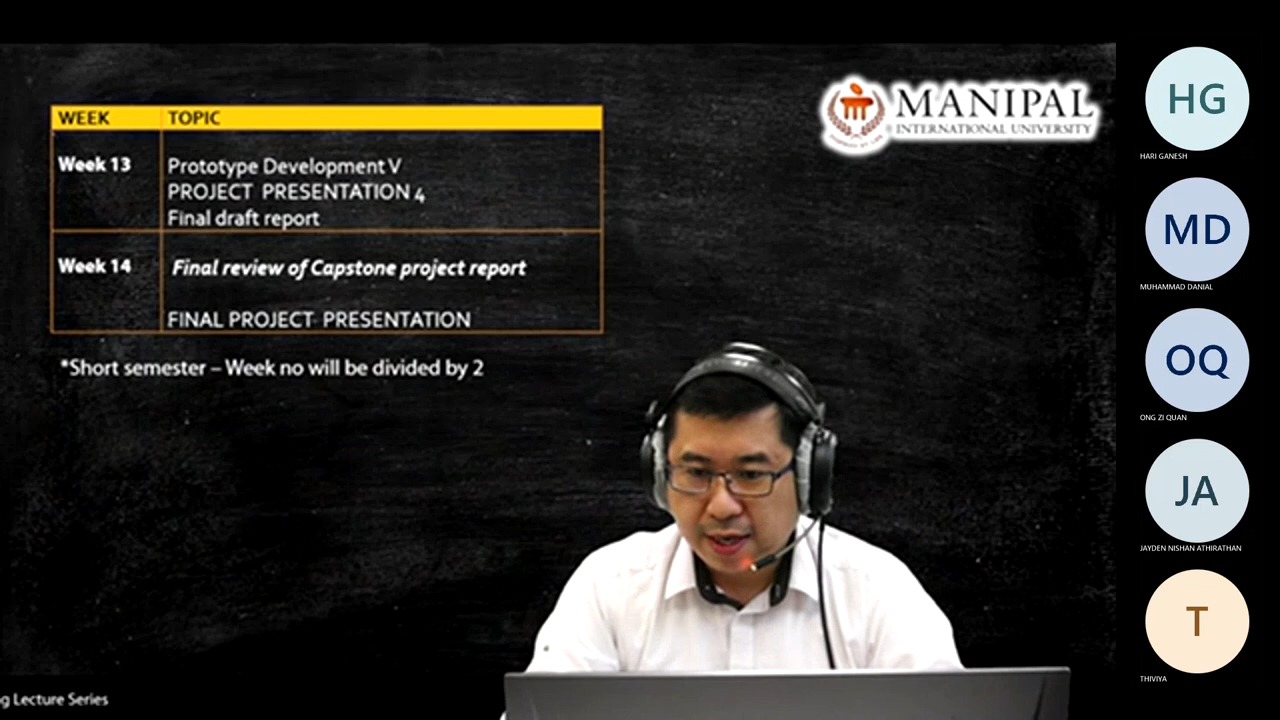 WEEK TOPIC
Week 13 Prototype Development V
PROJECT PRESENTATION 4
Final draft report
Week 14 Final review of Capstone project report
FINAL PROJECT PRESENTATION
*Short semester – Week no will be divided by 2
MANIPAL
INTERNATIONAL UNIVERSITY
Lecture Series
HG
HARI GANESH
MD
MUHAMMAD DANIAL
OQ
ONG ZI QUAN
JA
JAYDEN NISHAN ATHIRATHAN
T
THIVIYA